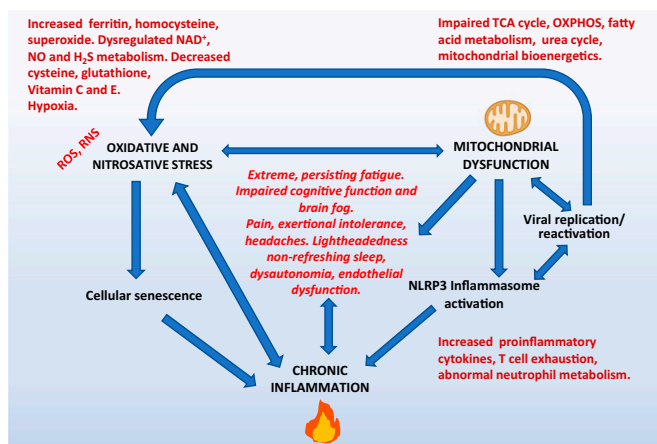 Increased ferritin, homocysteine,
superoxide. Dysregulated NAD⁺,
NO and H₂S metabolism. Decreased
cysteine, glutathione,
Vitamin C and E.
Hypoxia.
Impaired TCA cycle, OXPHOS, fatty
acid metabolism, urea cycle,
mitochondrial bioenergetics.
ROS, RNS
OXIDATIVE AND
NITROSATIVE STRESS
MITOCHONDRIAL
DYSFUNCTION
Extreme, persisting fatigue.
Impaired cognitive function and
brain fog.
Pain, exertional intolerance,
headaches. Lightheadedness
non-refreshing sleep,
dysautonomia, endothelial
dysfunction.
Viral replication/
reactivation
Cellular senescence
NLRP3 Inflammasome
activation
Increased proinflammatory
cytokines, T cell exhaustion,
abnormal neutrophil metabolism.
CHRONIC
INFLAMMATION